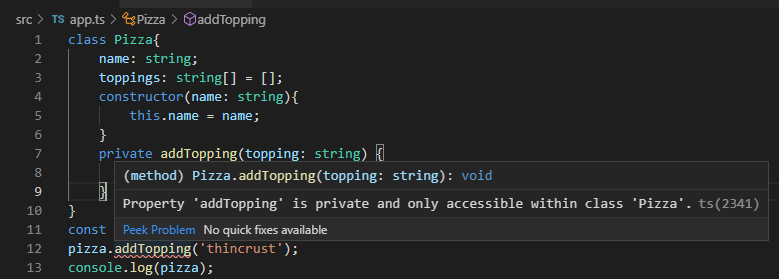 src > TS app.ts > Pizza > addTopping
1 class Pizza{
2 name: string;
3 toppings: string[] = [];
4 constructor(name: string){
5 this.name = name;
6 }
7 private addTopping(topping: string) {
8 (method) Pizza.addTopping(topping: string): void
9 }
Property 'addTopping' is private and only accessible within class 'Pizza'. ts(2341)
10 }
Peek Problem No quick fixes available
11 const
12 pizza.addTopping('thincrust');
13 console.log(pizza);